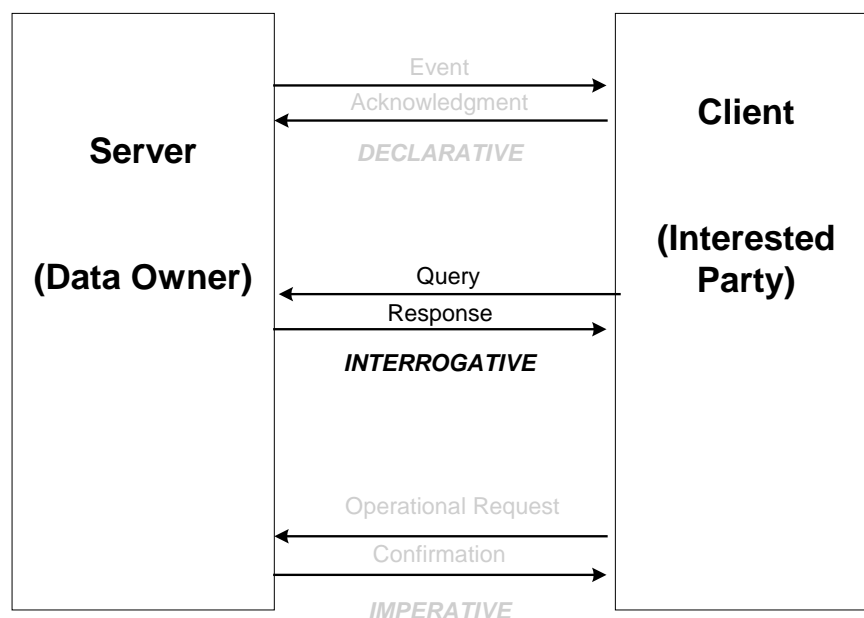 Server
(Data Owner)
Event
Acknowledgment
DECLARATIVE
Query
Response
INTERROGATIVE
Operational Request
Confirmation
IMPERATIVE
Client
(Interested
Party)